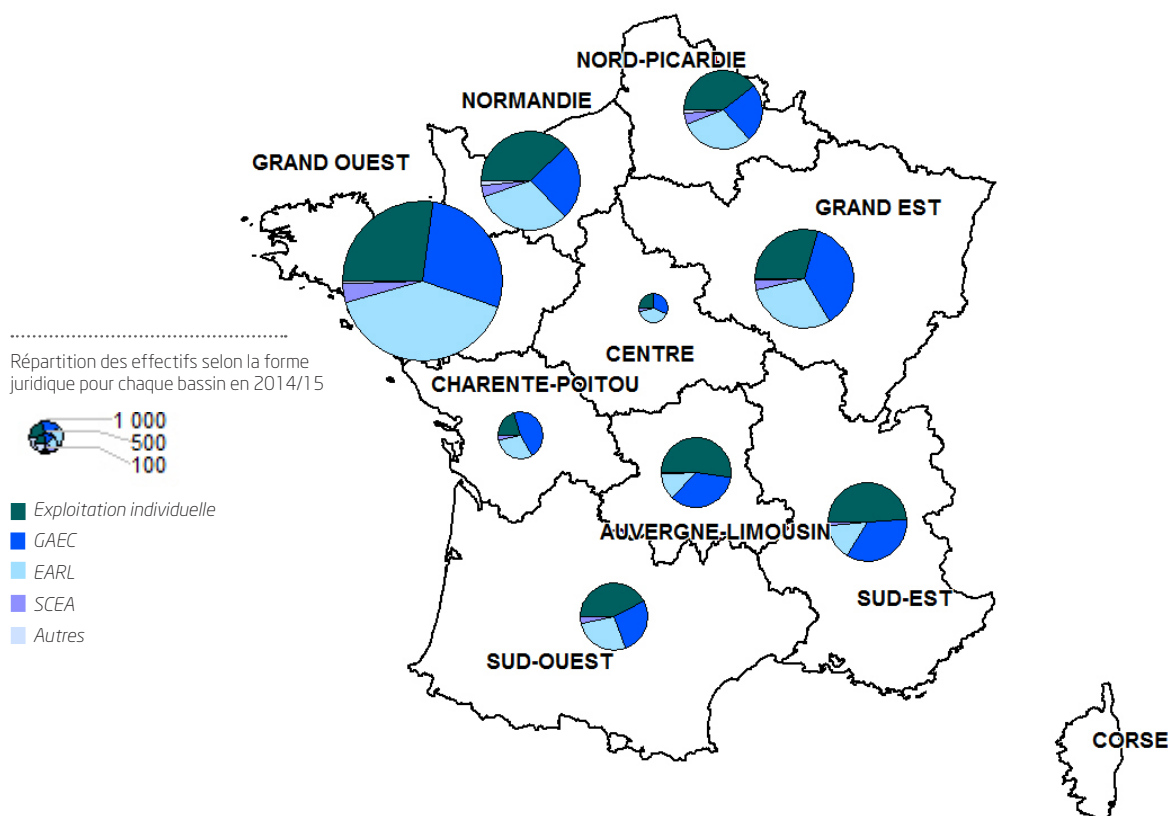 NORD-PICARDIE
NORMANDIE
GRAND OUEST
GRAND EST
CENTRE
CHARENTE-POITOU
AUVERGNE-LIMOUSIN
SUD-EST
SUD-OUEST
CORSE
Répartition des effectifs selon la forme
juridique pour chaque bassin en 2014/15
1 000
500
100
Exploitation individuelle
GAEC
EARL
SCEA
Autres